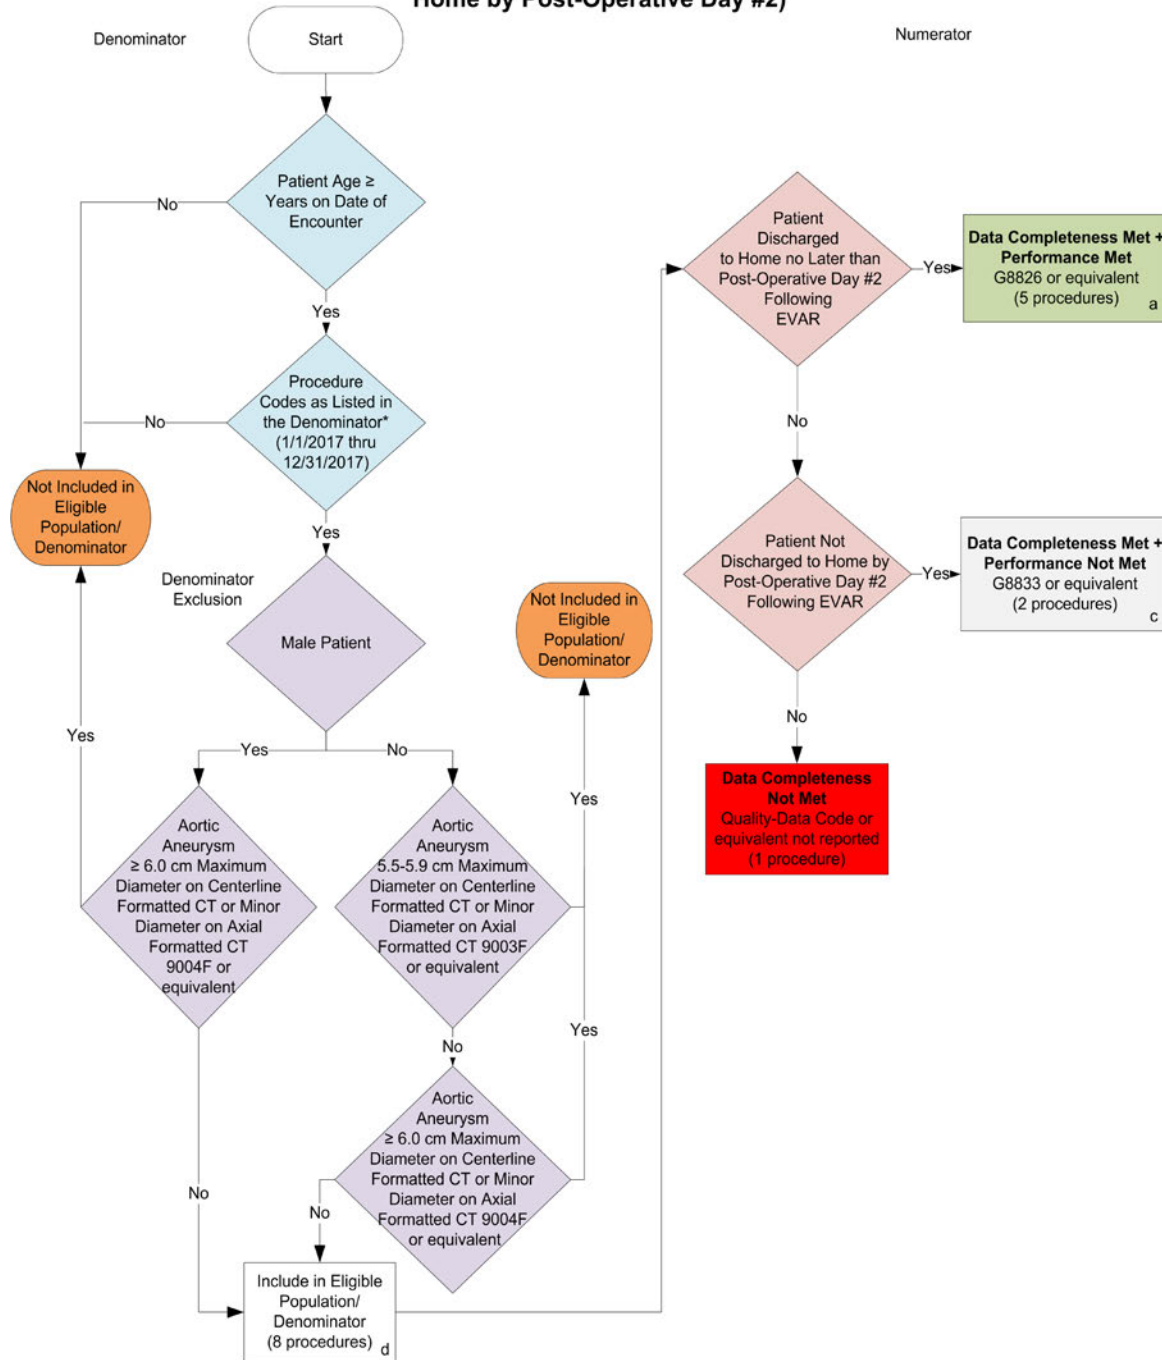 Home by Post-Operative Day #2)
Denominator
Start
Numerator
Patient Age ≥
Years on Date of
Encounter
No
Yes
Procedure
Codes as Listed in
the Denominator*
(1/1/2017 thru
12/31/2017)
No
Not Included in
Eligible
Population/
Denominator
Yes
Denominator
Exclusion
Male Patient
Not Included in
Eligible
Population/
Denominator
Yes
Yes
No
Yes
Aortic
Aneurysm
≥ 6.0 cm Maximum
Diameter on Centerline
Formatted CT or Minor
Diameter on Axial
Formatted CT
9004F or
equivalent
Aortic
Aneurysm
5.5-5.9 cm Maximum
Diameter on Centerline
Formatted CT or Minor
Diameter on Axial
Formatted CT 9003F
or equivalent
No
Yes
Aortic
Aneurysm
≥ 6.0 cm Maximum
Diameter on Centerline
Formatted CT or Minor
Diameter on Axial
Formatted CT 9004F
or equivalent
No
No
Include in Eligible
Population/
Denominator
(8 procedures)
d
Patient
Discharged
to Home no Later than
Post-Operative Day #2
Following
EVAR
Yes
Data Completeness Met +
Performance Met
G8826 or equivalent
(5 procedures)
a
No
Patient Not
Discharged to Home by
Post-Operative Day #2
Following EVAR
Yes
Data Completeness Met +
Performance Not Met
G8833 or equivalent
(2 procedures)
c
No
Data Completeness
Not Met
Quality-Data Code or
equivalent not reported
(1 procedure)